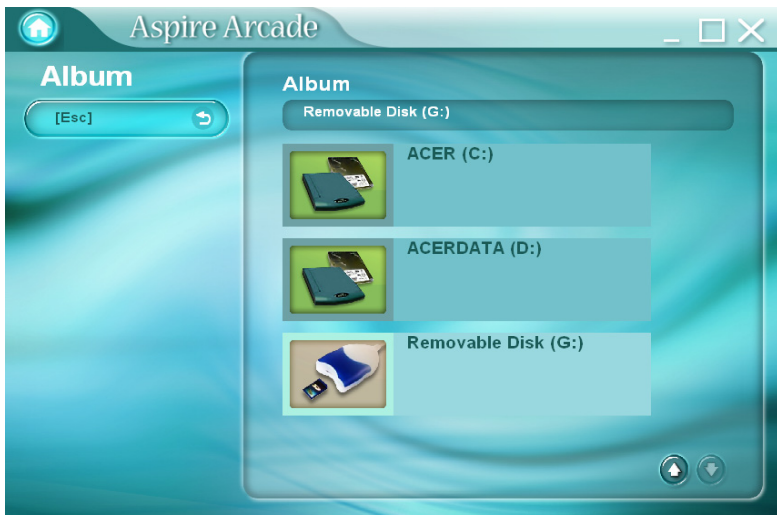 Aspire Arcade
Album
[Esc]
Album
Removable Disk (G:)
ACER (C:)
ACERDATA (D:)
Removable Disk (G:)